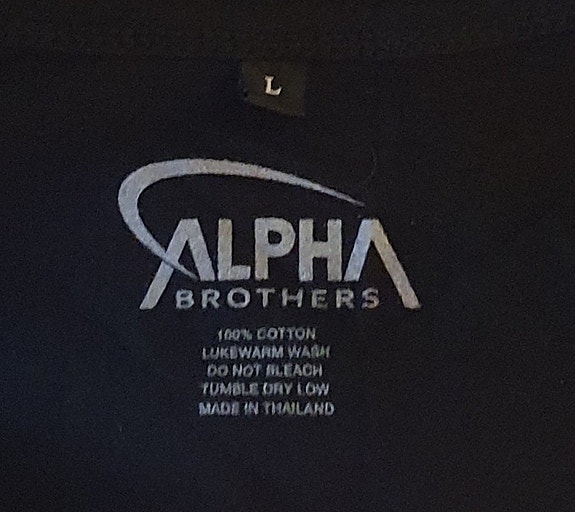 L
ALPHA
BROTHERS
100% COTTON
LUKEWARM WASH
DO NOT BLEACH
TUMBLE DRY LOW
MADE IN THAILAND